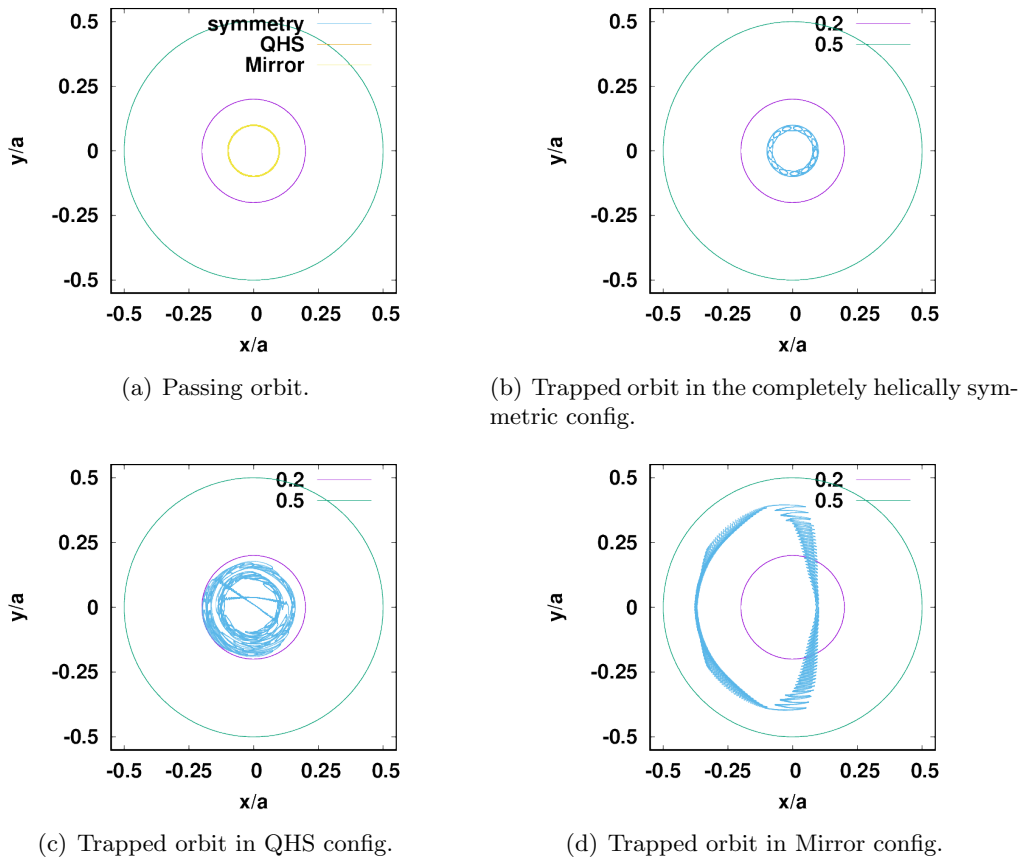 0.5
symmetry
QHS
Mirror
0.25
0
-0.25
-0.5
y/a
-0.5 -0.25 0 0.25 0.5
x/a
(a) Passing orbit.
0.5
0.2
0.5
0.25
0
-0.25
-0.5
y/a
-0.5 -0.25 0 0.25 0.5
x/a
(b) Trapped orbit in the completely helically sym-
metric config.
0.5
0.2
0.5
0.25
0
-0.25
-0.5
y/a
-0.5 -0.25 0 0.25 0.5
x/a
(c) Trapped orbit in QHS config.
0.5
0.2
0.5
0.25
0
-0.25
-0.5
y/a
-0.5 -0.25 0 0.25 0.5
x/a
(d) Trapped orbit in Mirror config.